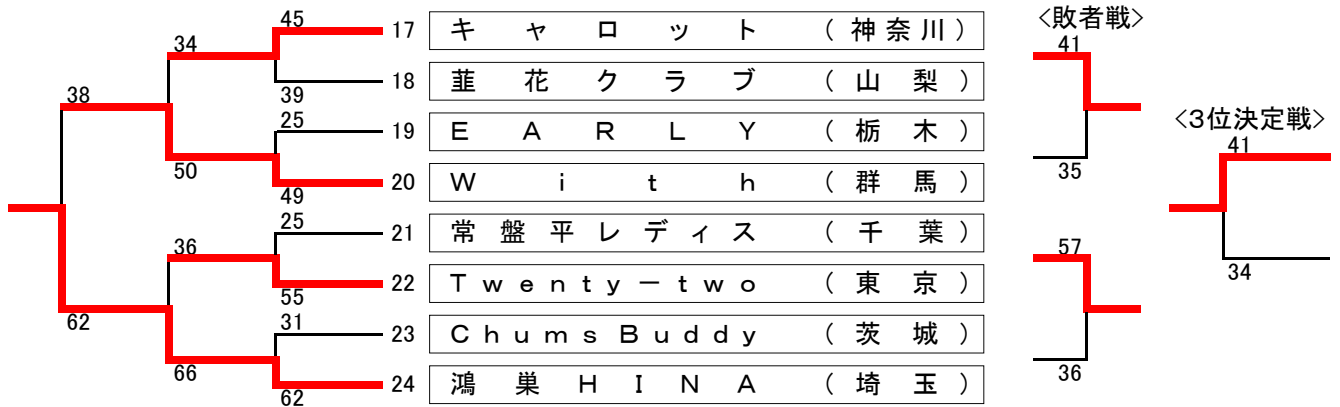 45
34
17 キャロット (神奈川)
38
18 韮花クラブ (山梨)
39
25
19 EARLY (栃木)
50
20 With (群馬)
49
25
36
21 常盤平レディス (千葉)
22 Twenty-two (東京)
55
62
31
23 Chums Buddy (茨城)
66
24 鴻巣HINA (埼玉)
62
<敗者戦>
41
35
57
36
<3位決定戦>
41
34